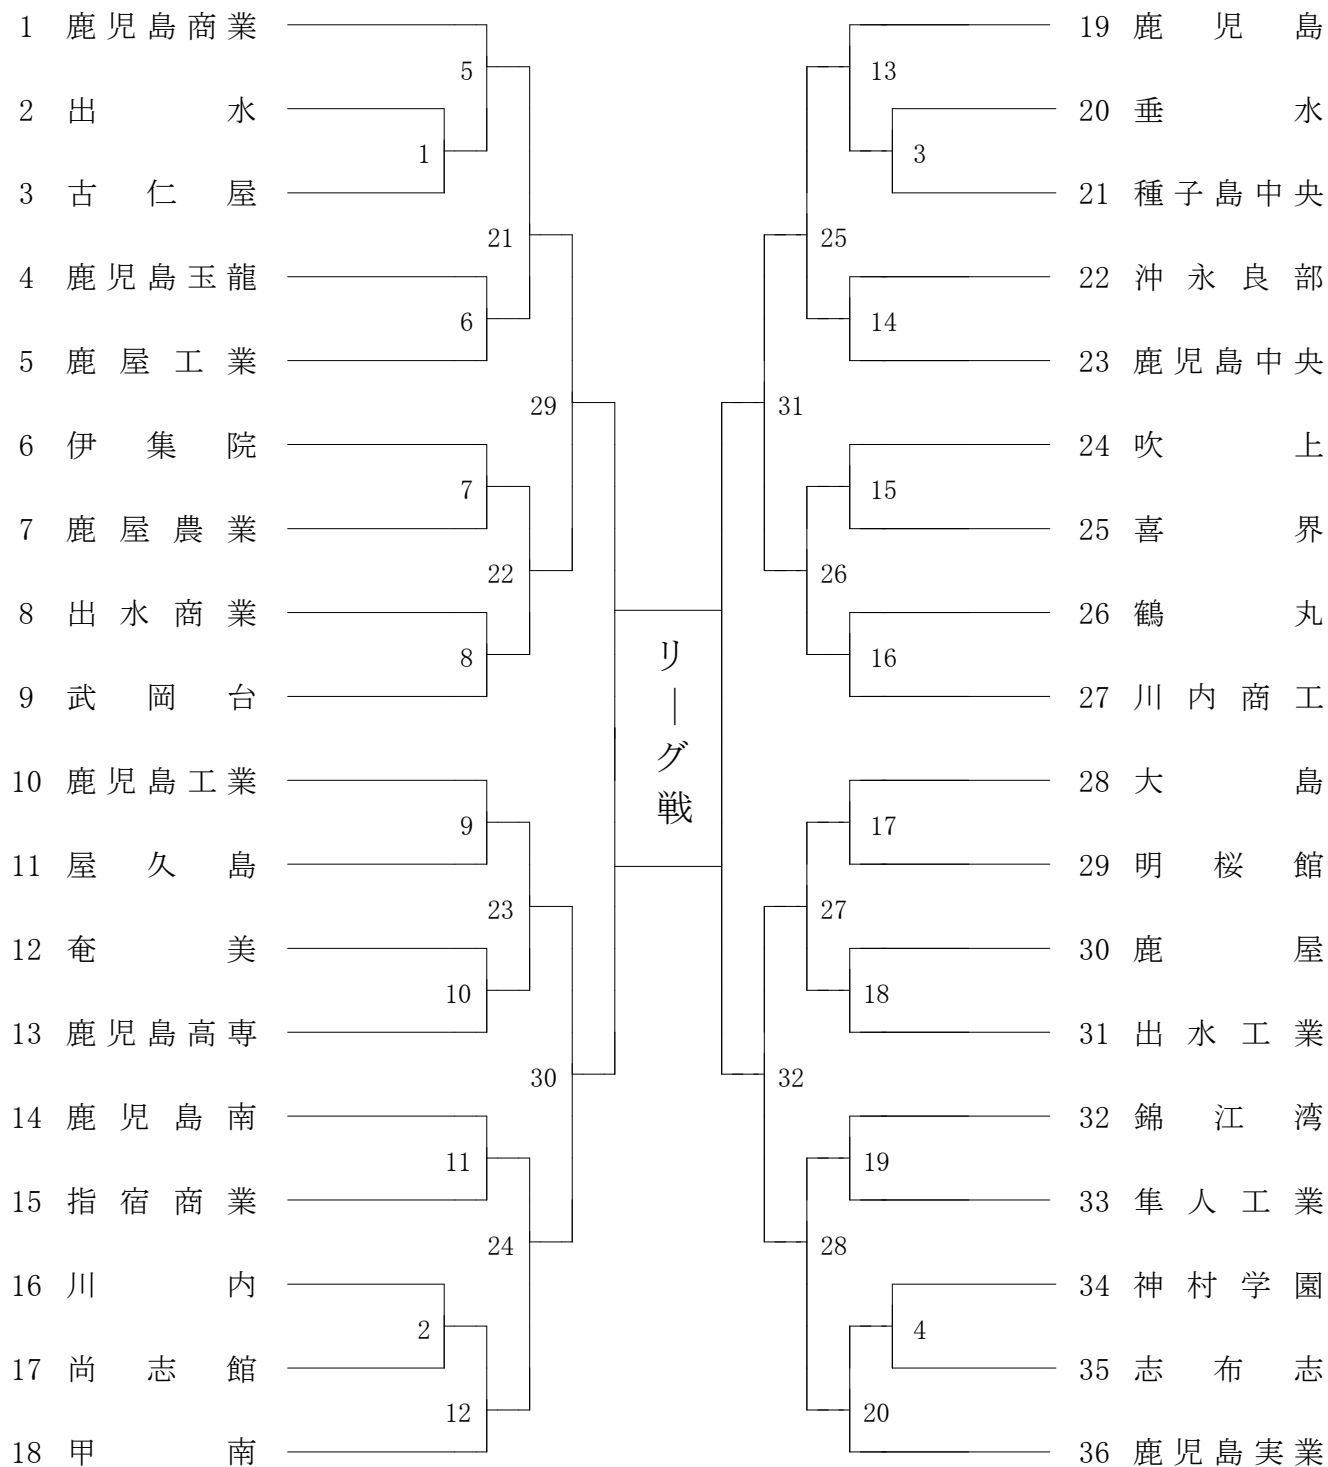 1 鹿児島商業
2 出水
3 古仁屋
4 鹿児島玉龍
5 鹿屋工業
6 伊集院
7 鹿屋農業
8 出水商業
9 武岡台
10 鹿児島工業
11 屋久島
12 奄美
13 鹿児島高専
14 鹿児島南
15 指宿商業
16 川内
17 尚志館
18 甲南
5
1
21
6
29
7
22
8
9
23
10
30
11
24
2
12
リーグ戦
13
3
25
14
31
15
26
16
17
27
18
32
19
28
4
20
19 鹿児島
20 垂水
21 種子島中央
22 沖永良部
23 鹿児島中央
24 吹上
25 喜界
26 鶴丸
27 川内商工
28 大島
29 明桜館
30 鹿屋
31 出水工業
32 錦江湾
33 隼人工業
34 神村学園
35 志布志
36 鹿児島実業